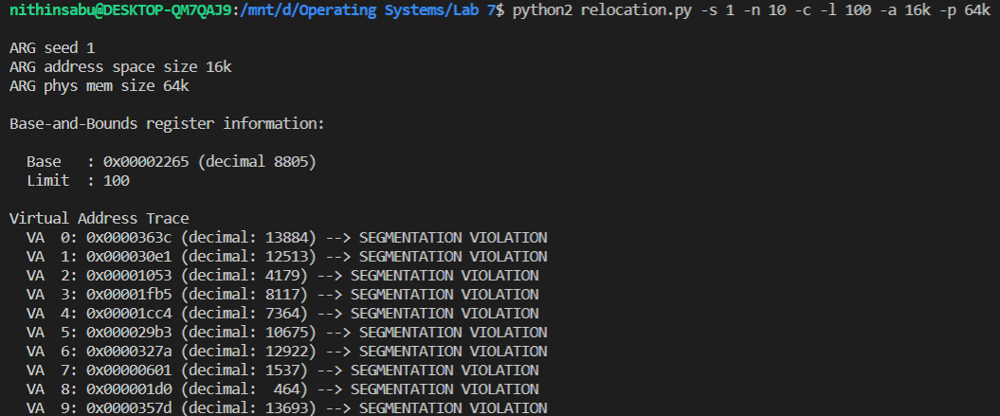 nithinsabu@DESKTOP-QM7QAJ9:/mnt/d/Operating Systems/Lab 7$ python2 relocation.py -s 1 -n 10 -c -l 100 -a 16k -p 64k
ARG seed 1
ARG address space size 16k
ARG phys mem size 64k
Base-and-Bounds register information:
Base   : 0x00002265 (decimal 8805)
Limit  : 100
Virtual Address Trace
VA  0: 0x0000363c (decimal: 13884) --> SEGMENTATION VIOLATION
VA  1: 0x000030e1 (decimal: 12513) --> SEGMENTATION VIOLATION
VA  2: 0x00001053 (decimal: 4179) --> SEGMENTATION VIOLATION
VA  3: 0x00001fb5 (decimal: 8117) --> SEGMENTATION VIOLATION
VA  4: 0x00001cc4 (decimal: 7364) --> SEGMENTATION VIOLATION
VA  5: 0x000029b3 (decimal: 10675) --> SEGMENTATION VIOLATION
VA  6: 0x0000327a (decimal: 12922) --> SEGMENTATION VIOLATION
VA  7: 0x00000601 (decimal: 1537) --> SEGMENTATION VIOLATION
VA  8: 0x000001d0 (decimal:  464) --> SEGMENTATION VIOLATION
VA  9: 0x0000357d (decimal: 13693) --> SEGMENTATION VIOLATION